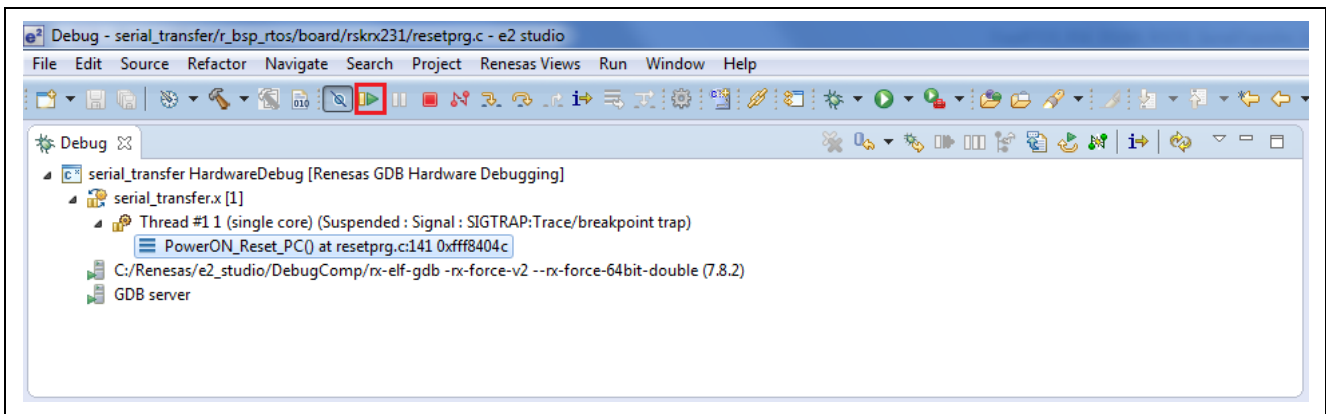 Debug - serial_transfer/r_bsp_rtos/board/rskrx231/resetprg.c - e2 studio
File Edit Source Refactor Navigate Search Project Renesas Views Run Window Help
Debug
serial_transfer HardwareDebug [Renesas GDB Hardware Debugging]
serial_transfer.x [1]
Thread #1 1 (single core) (Suspended : Signal : SIGTRAP:Trace/breakpoint trap)
PowerON_Reset_PC() at resetprg.c:141 0xfff8404c
C:/Renesas/e2_studio/DebugComp/rx-elf-gdb -rx-force-v2 --rx-force-64bit-double (7.8.2)
GDB server